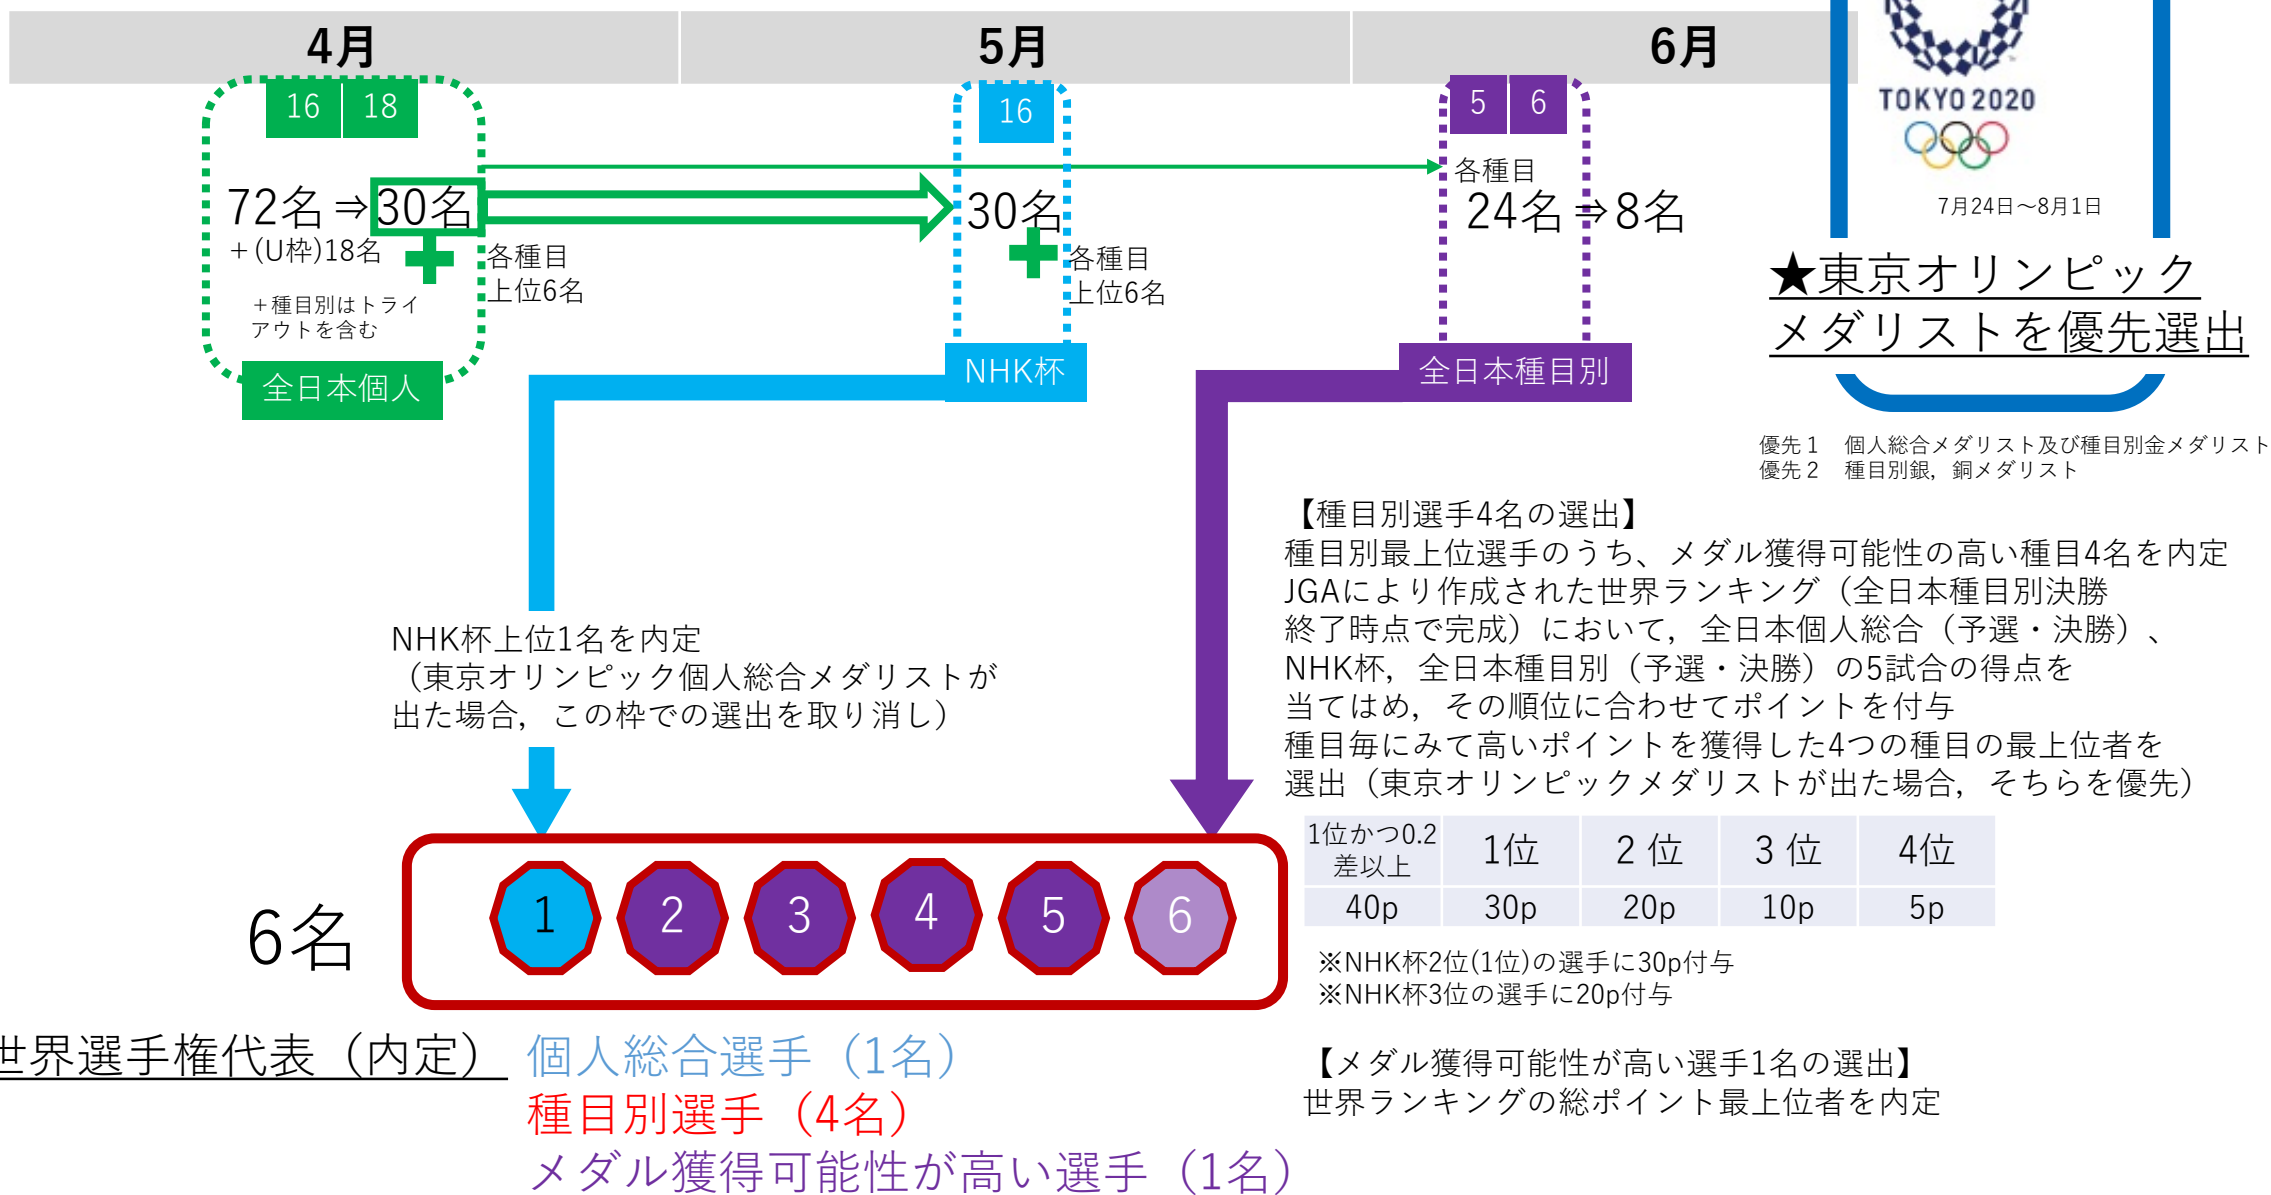 4月
5月
6月
16 18
16
5 6
TOKYO 2020
7月24日～8月1日
72名 ⇒ 30名
+(U枠)18名
各種目
上位6名
+種目別はトライ
アウトを含む
全日本個人
30名
各種目
上位6名
NHK杯
各種目
24名⇒8名
全日本種目別
★東京オリンピック
メダリストを優先選出
優先1　個人総合メダリスト及び種目別金メダリスト
優先2　種目別銀，銅メダリスト
【種目別選手4名の選出】
種目別最上位選手のうち、メダル獲得可能性の高い種目4名を内定
JGAにより作成された世界ランキング（全日本種目別決勝
終了時点で完成）において，全日本個人総合（予選・決勝）、
NHK杯，全日本種目別（予選・決勝）の5試合の得点を
当てはめ，その順位に合わせてポイントを付与
種目毎にみて高いポイントを獲得した4つの種目の最上位者を
選出（東京オリンピックメダリストが出た場合，そちらを優先）
NHK杯上位1名を内定
（東京オリンピック個人総合メダリストが
出た場合，この枠での選出を取り消し）
1位かつ0.2
差以上
1位 2 位 3 位 4位
40p 30p 20p 10p 5p
※NHK杯2位(1位)の選手に30p付与
※NHK杯3位の選手に20p付与
6名
1 2 3 4 5 6
世界選手権代表（内定）
個人総合選手（1名）
種目別選手（4名）
メダル獲得可能性が高い選手（1名）
【メダル獲得可能性が高い選手1名の選出】
世界ランキングの総ポイント最上位者を内定